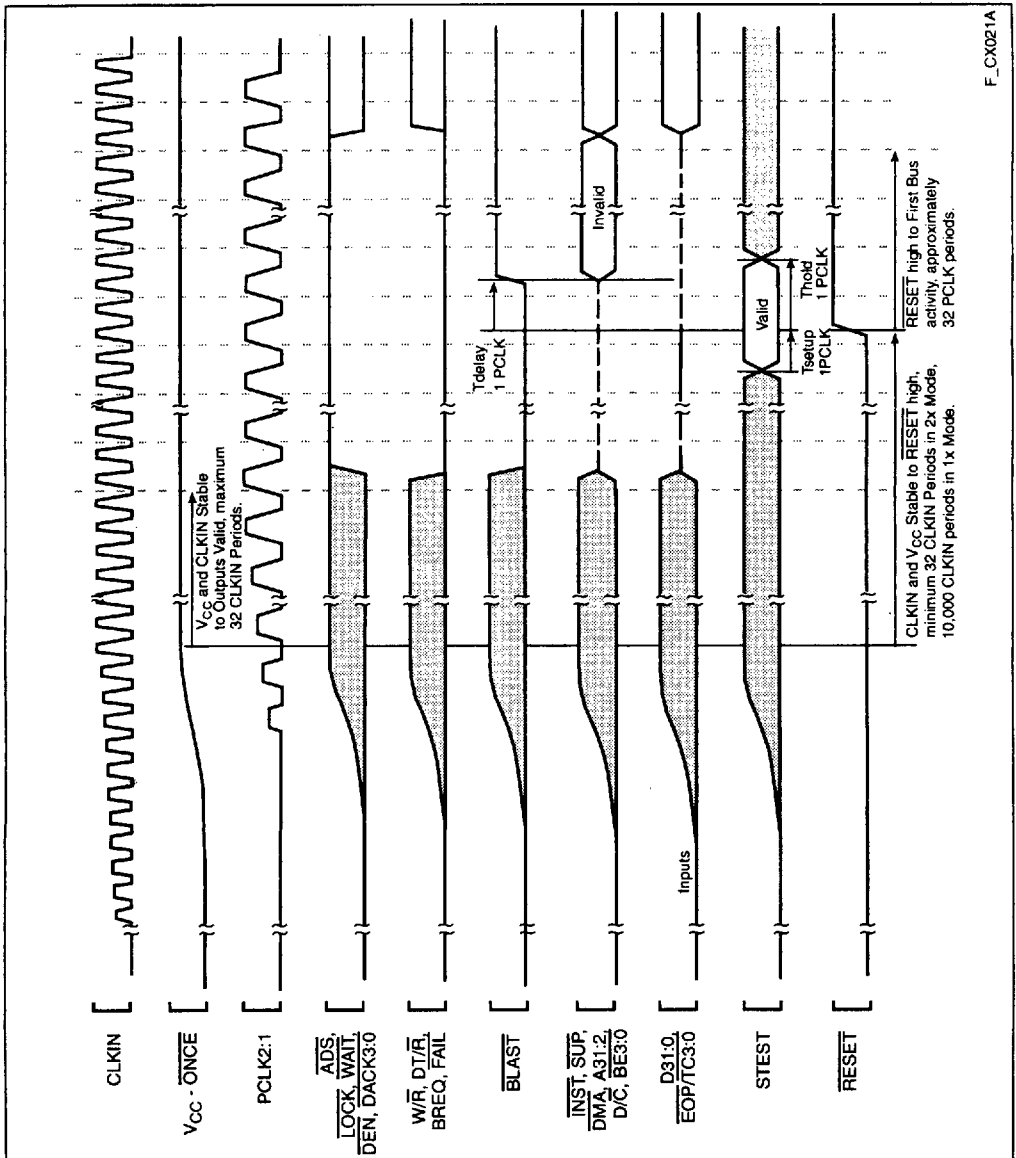 CLKIN
VCC - ONCE
PCLK2:1
ADS,
LOCK, WAIT,
DEN, DACK3:0
W/R, DT/R,
BREQ, FAIL
BLAST
INST, SUP,
DMA, A31:2,
D/C, BE3:0
D31:0,
EOP/TC3:0
STEST
RESET
VCC and CLKIN Stable
to Outputs Valid, maximum
32 CLKIN Periods.
Tdelay
1 PCLK
Invalid
Inputs
Valid
Tsetup
1PCLK
Thold
1 PCLK
CLKIN and VCC Stable to RESET high,
minimum 32 CLKIN Periods in 2x Mode,
10,000 CLKIN periods in 1x Mode.
RESET high to First Bus
activity, approximately
32 PCLK periods.
F_CX021A